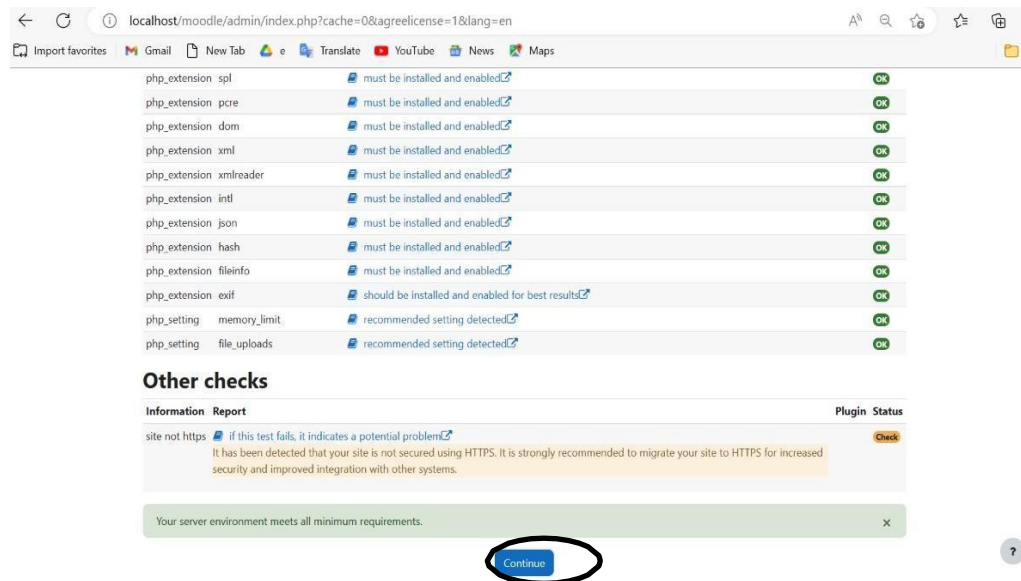 localhost/moodle/admin/index.php?cache=0&agreelicense=1&lang=en
Import favorites M Gmail New Tab e Translate YouTube News Maps
php_extension spl must be installed and enabled OK
php_extension pcre must be installed and enabled OK
php_extension dom must be installed and enabled OK
php_extension xml must be installed and enabled OK
php_extension xmlreader must be installed and enabled OK
php_extension intl must be installed and enabled OK
php_extension json must be installed and enabled OK
php_extension hash must be installed and enabled OK
php_extension fileinfo must be installed and enabled OK
php_extension exif should be installed and enabled for best results OK
php_setting memory_limit recommended setting detected OK
php_setting file_uploads recommended setting detected OK
Other checks
Information Report Plugin Status
site not https if this test fails, it indicates a potential problem Check
It has been detected that your site is not secured using HTTPS. It is strongly recommended to migrate your site to HTTPS for increased
security and improved integration with other systems.
Your server environment meets all minimum requirements. ×
Continue
?